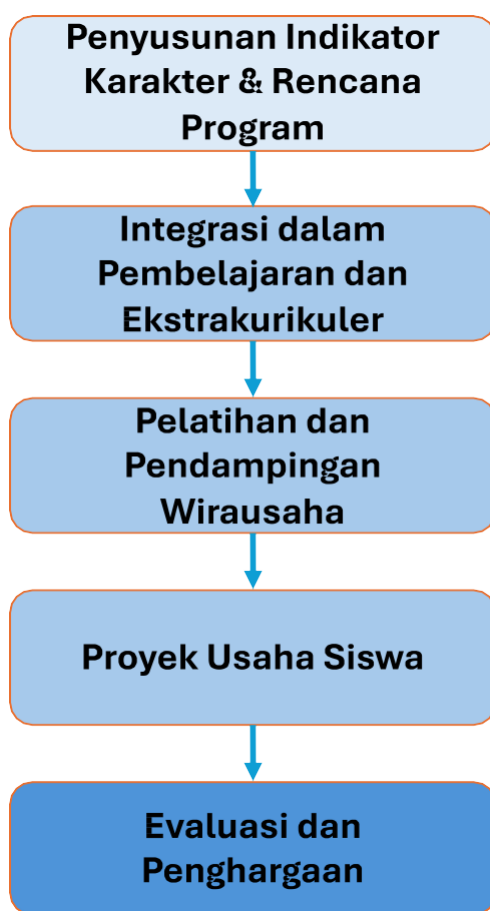 Penyusunan Indikator
Karakter & Rencana
Program
Integrasi dalam
Pembelajaran dan
Ekstrakurikuler
Pelatihan dan
Pendampingan
Wirausaha
Proyek Usaha Siswa
Evaluasi dan
Penghargaan